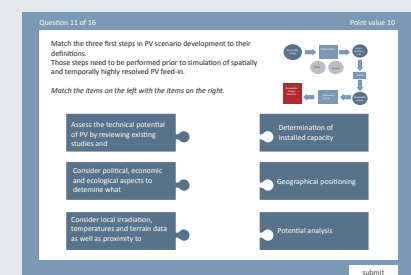 Question 11 of 16
Point value 10
Match the three first steps in PV scenario development to their
definition.
Those steps need to be performed prior to simulation of spatially
and temporally highly resolved PV feed-in.
Match the items on the left with the items on the right.
Assess the technical potential
of PV by reviewing existing
studies and
Determination of
installed capacity
Consider political, economic
and ecological aspects to
detemine what
Geographical positioning
Consider local irradiation,
temperatures and terrain data
as well as proximity to
Potential analysis
submit